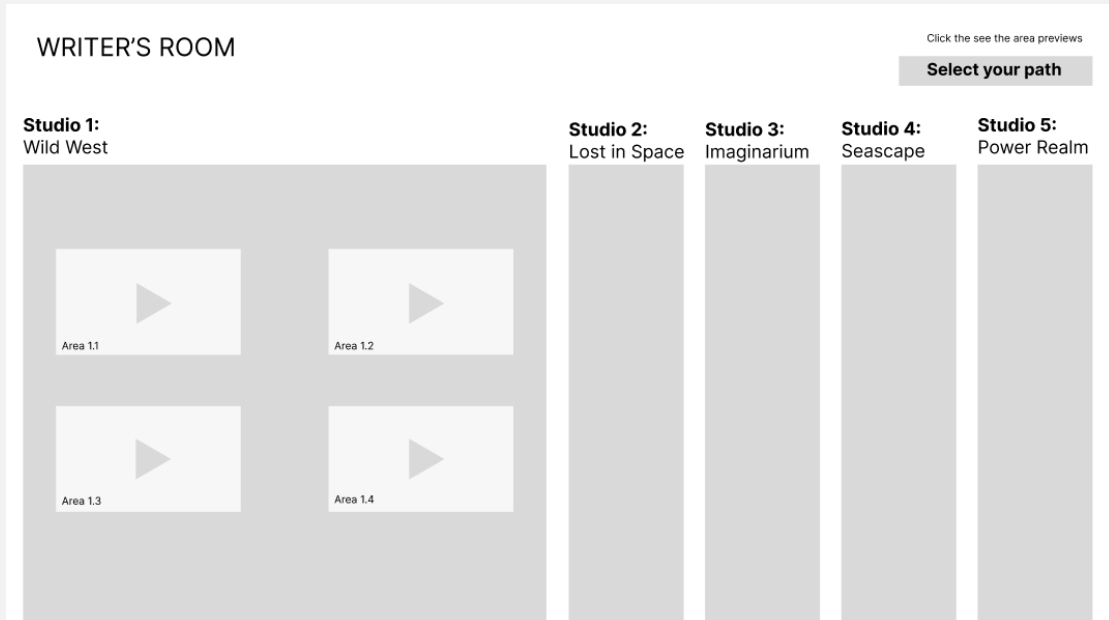 WRITER’S ROOM
Click the see the area previews
Select your path
Studio 1:
Wild West
Studio 2:
Lost in Space
Studio 3:
Imaginarium
Studio 4:
Seascape
Studio 5:
Power Realm
Area 1.1
Area 1.2
Area 1.3
Area 1.4